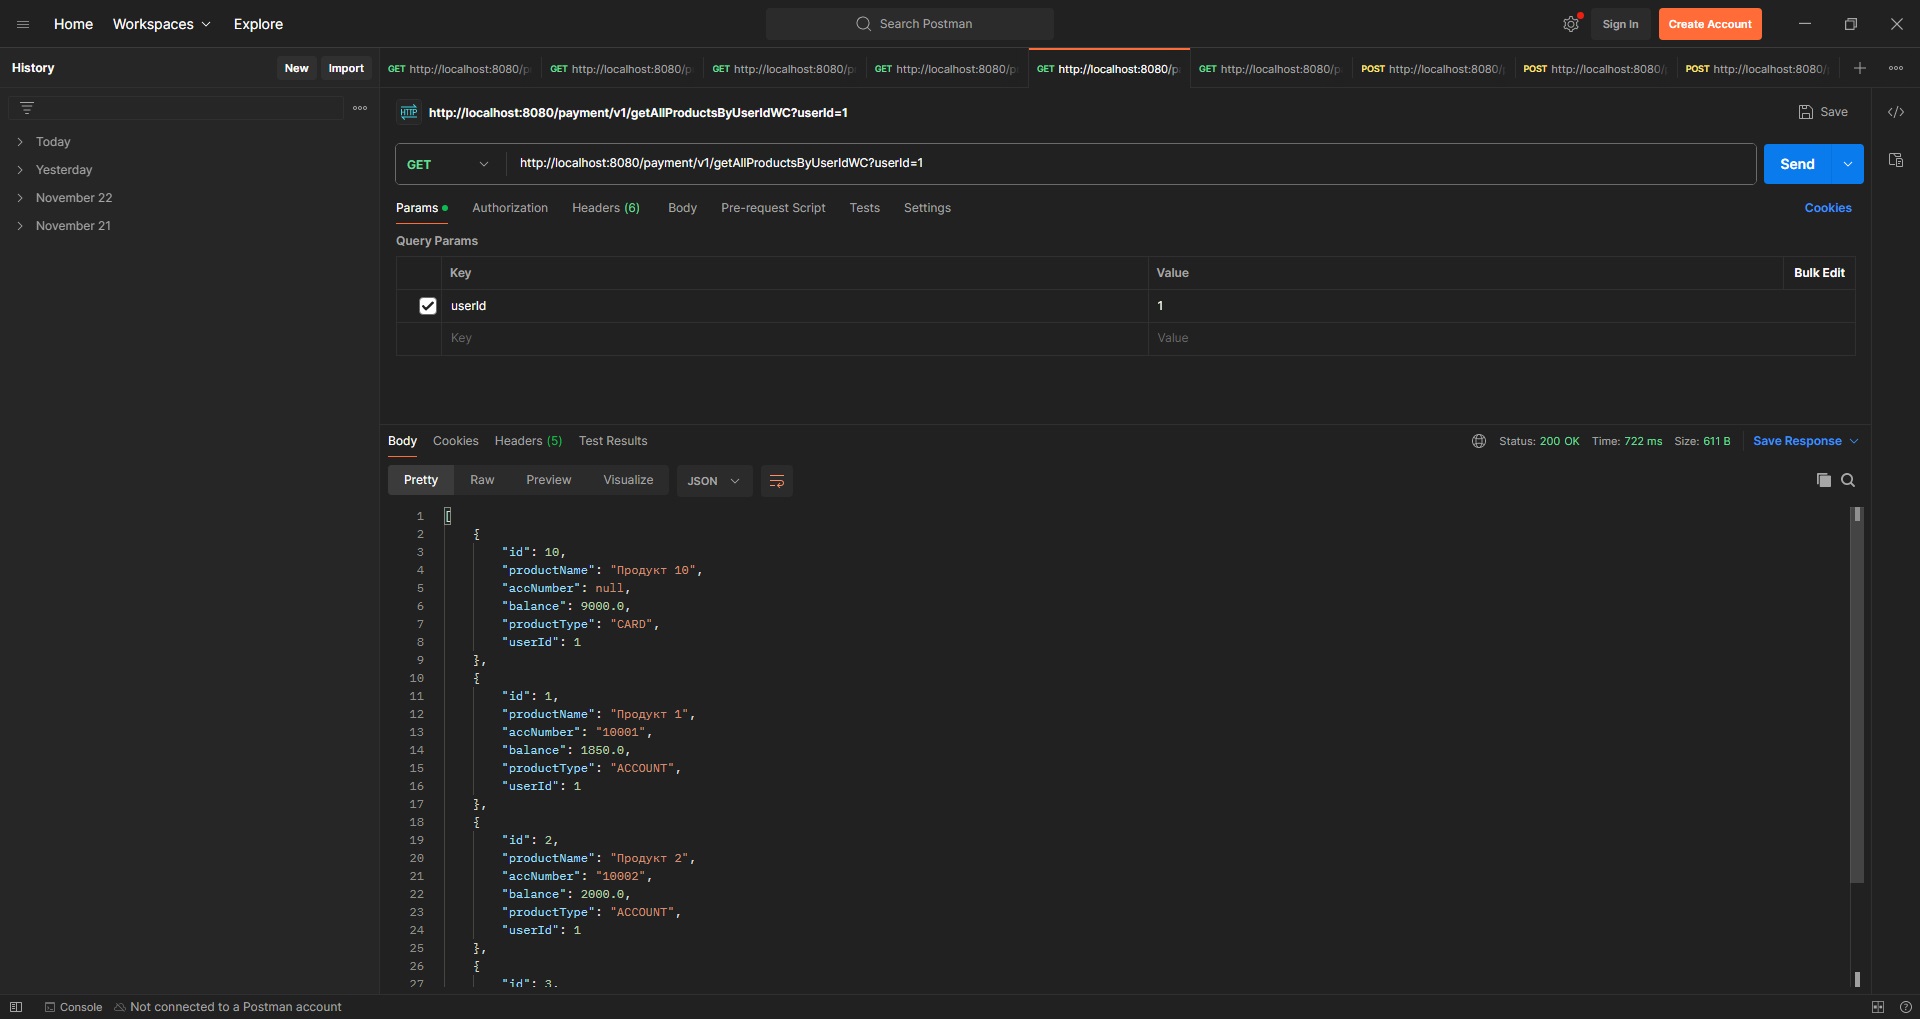 Home Workspaces Explore Search Postman Sign In Create Account
History New Import
GET http://localhost:8080/p GET http://localhost:8080/p GET http://localhost:8080/p GET http://localhost:8080/p GET http://localhost:8080/p GET http://localhost:8080/p POST http://localhost:8080/ POST http://localhost:8080/ POST http://localhost:8080/
HTTP http://localhost:8080/payment/v1/getAllProductsByUserIdWC?userId=1 Save
Today
Yesterday
November 22
November 21
GET http://localhost:8080/payment/v1/getAllProductsByUserIdWC?userId=1 Send
Params Authorization Headers (6) Body Pre-request Script Tests Settings Cookies
Query Params
Key Value Bulk Edit
userId 1
Key Value
Body Cookies Headers (5) Test Results Status: 200 OK Time: 722 ms Size: 611 B Save Response
Pretty Raw Preview Visualize JSON
1 [
2 {
3 "id": 10,
4 "productName": "Продукт 10",
5 "accNumber": null,
6 "balance": 9000.0,
7 "productType": "CARD",
8 "userId": 1
9 },
10 {
11 "id": 1,
12 "productName": "Продукт 1",
13 "accNumber": "10001",
14 "balance": 1850.0,
15 "productType": "ACCOUNT",
16 "userId": 1
17 },
18 {
19 "id": 2,
20 "productName": "Продукт 2",
21 "accNumber": "10002",
22 "balance": 2000.0,
23 "productType": "ACCOUNT",
24 "userId": 1
25 },
26 {
27 "id": 3,
Console Not connected to a Postman account